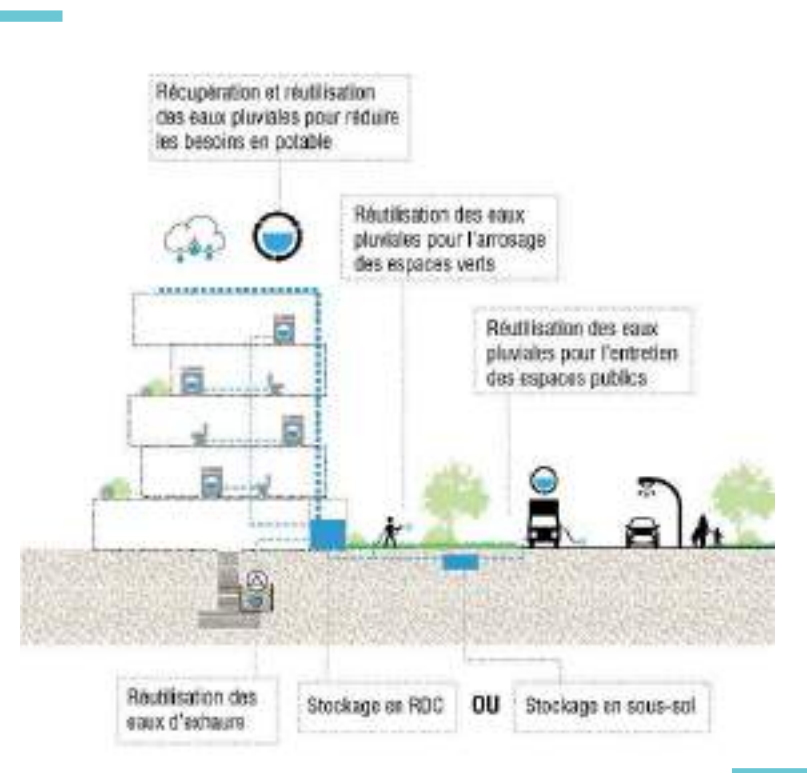 Récupération et réutilisation
des eaux pluviales pour réduire
les besoins en potable
Réutilisation des eaux
pluviales pour l'arrosage
des espaces verts
Réutilisation des eaux
pluviales pour l'entretien
des espaces publics
Réutilisation des
eaux d'exhaure
Stockage en RDC OU Stockage en sous-sol